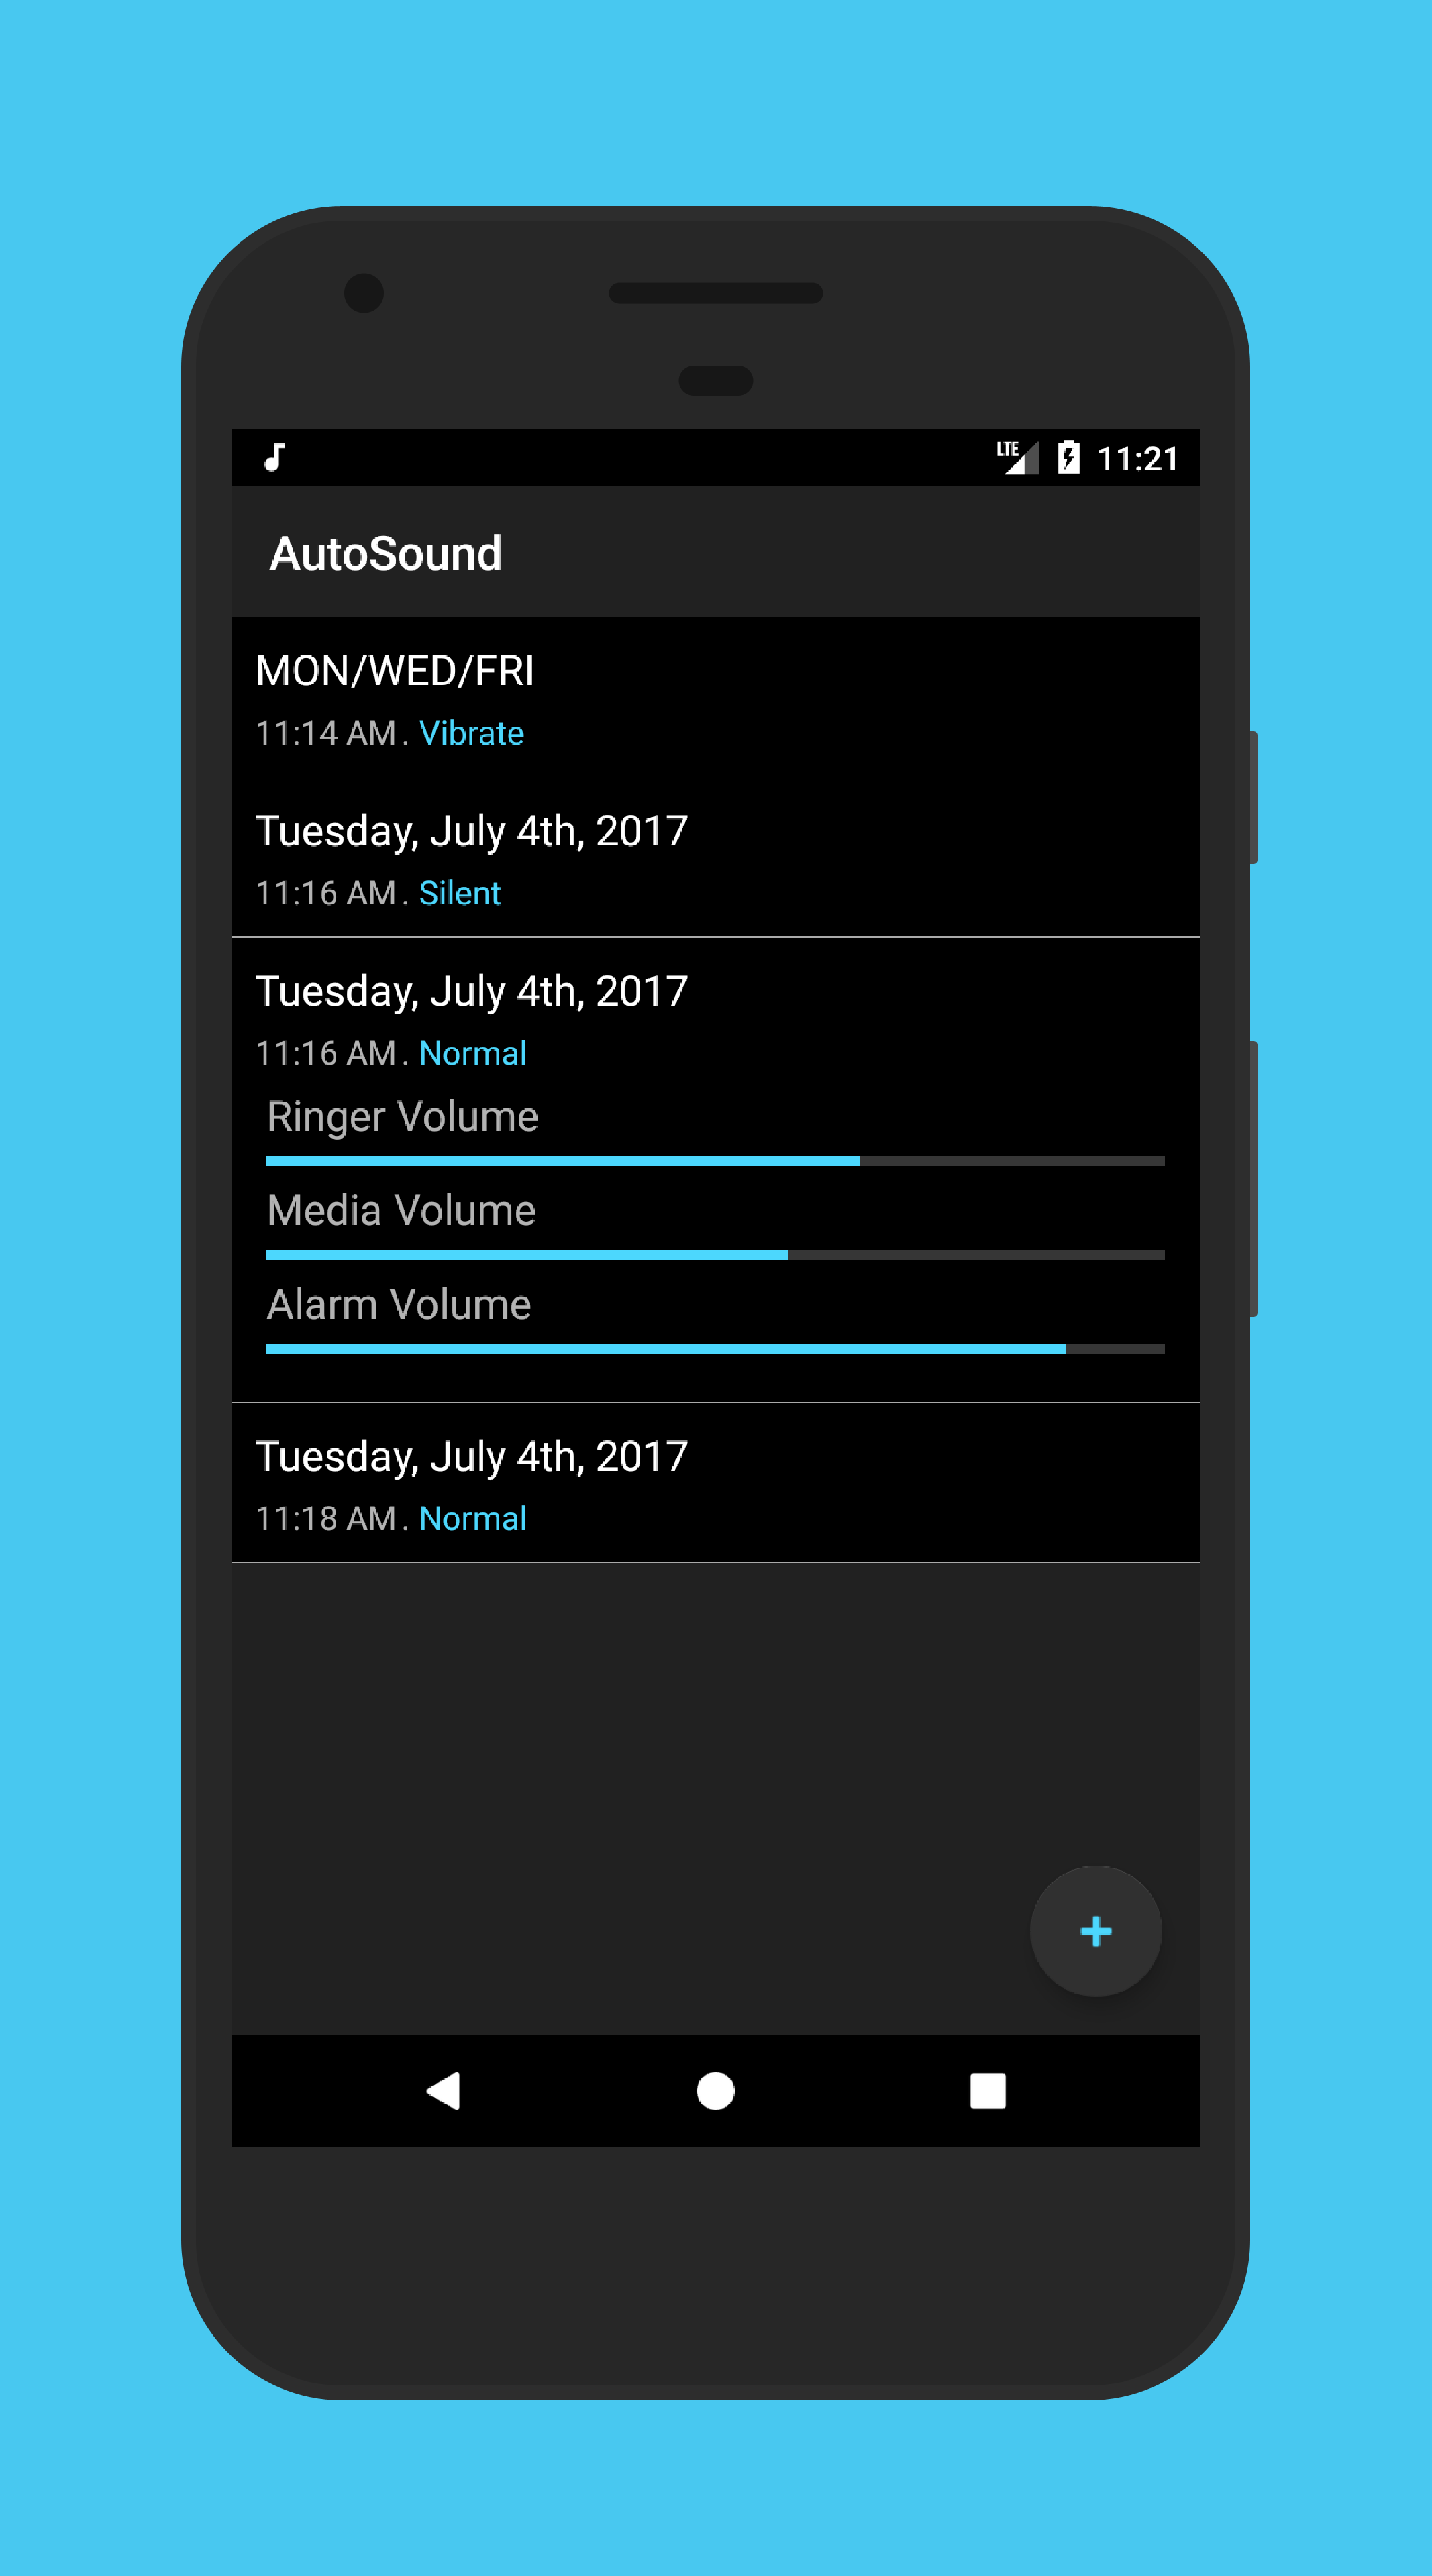 LTE 11:21
AutoSound
MON/WED/FRI
11:14 AM. Vibrate
Tuesday, July 4th, 2017
11:16 AM. Silent
Tuesday, July 4th, 2017
11:16 AM. Normal
Ringer Volume
Media Volume
Alarm Volume
Tuesday, July 4th, 2017
11:18 AM. Normal